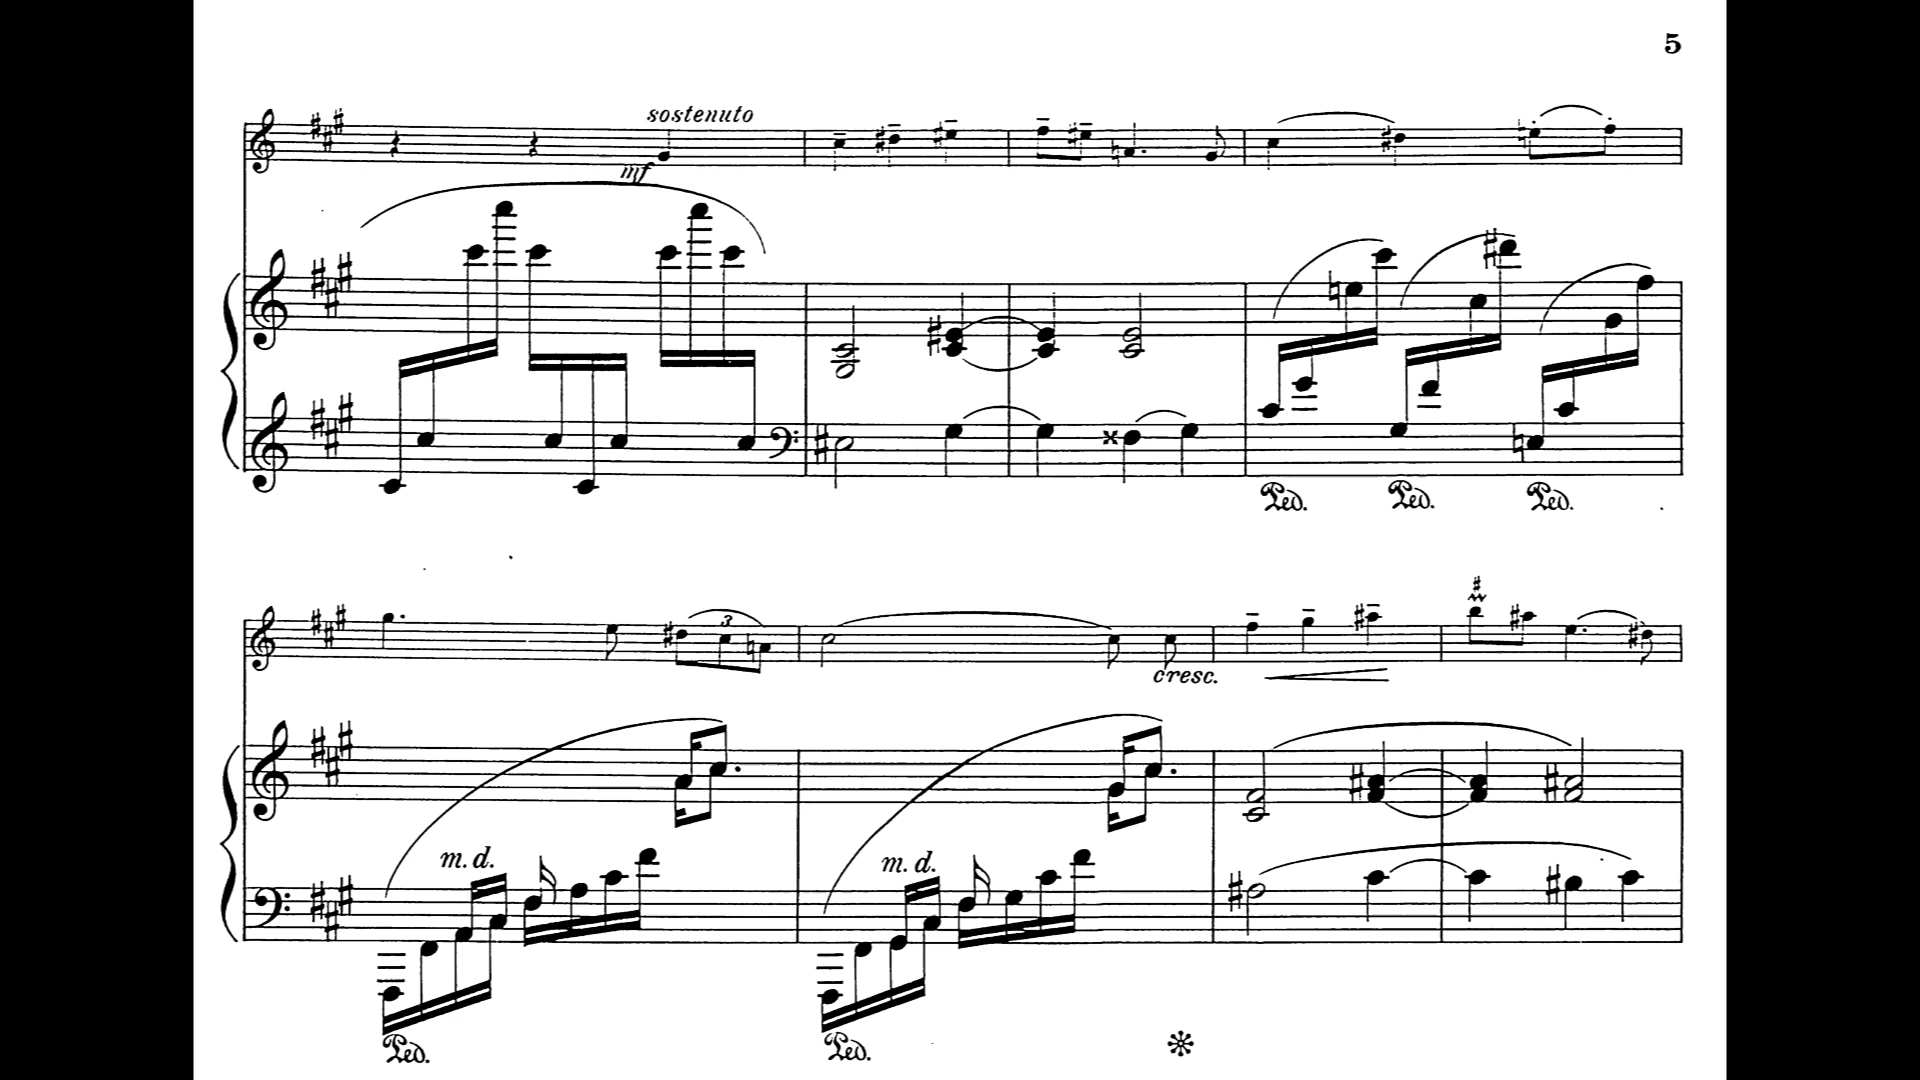 5
sostenuto
mf
Ped. Ped. Ped.
3
cresc.
m. d. m. d.
Ped. Ped.